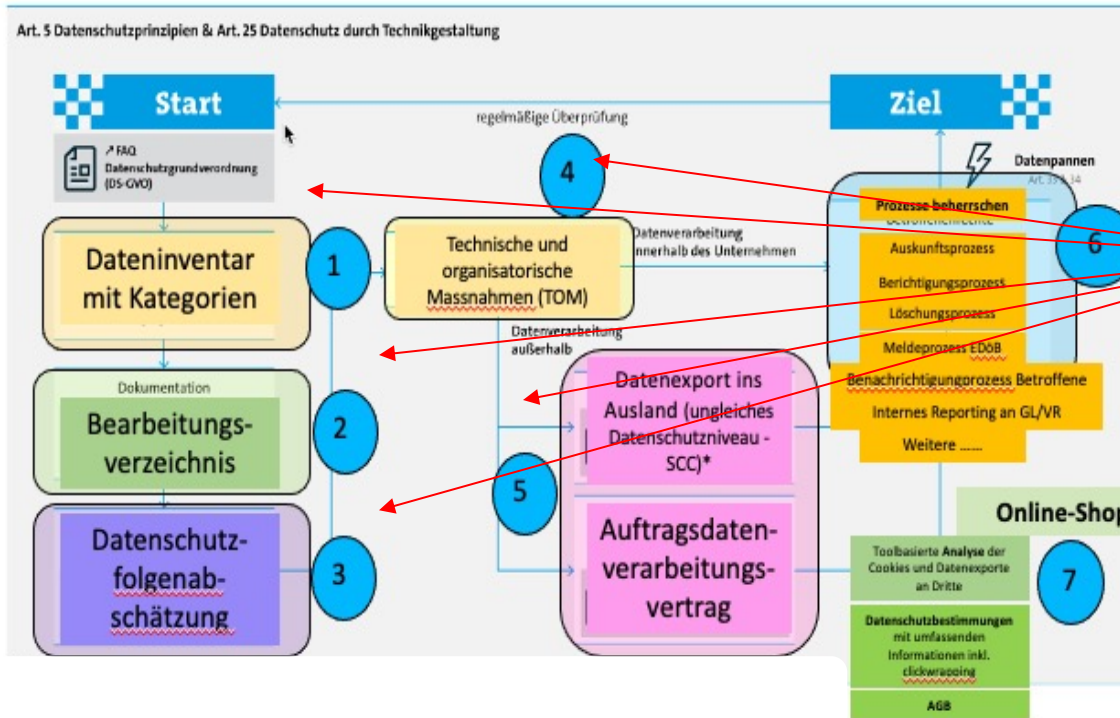 Art. 5 Datenschutzprinzipien & Art. 25 Datenschutz durch Technikgestaltung
Start
Ziel
regelmäßige Überprüfung
↗ FAQ
Datenschutzgrundverordnung
(DS-GVO)
Datenpannen
Art. 34
4
Prozesse beherrschen
Dateninventar
mit Kategorien
1
Technische und
organisatorische
Massnahmen (TOM)
Datenverarbeitung
innerhalb des Unternehmen
6
Auskunftsprozess
Berichtigungsprozess
Löschungsprozess
Meldeprozess EDöB
Benachrichtigungprozess Betroffene
Internes Reporting an GL/VR
Weitere ......
Datenverarbeitung
außerhalb
Dokumentation
Bearbeitungs-
verzeichnis
2
Datenexport ins
Ausland (ungleiches
Datenschutzniveau -
SCC)*
5
Datenschutz-
folgenab-
schätzung
3
Auftragsdaten-
verarbeitungs-
vertrag
Online-Shop
Toolbasierte Analyse der
Cookies und Datenexporte
an Dritte
7
Datenschutzbestimmungen
mit umfassenden
Informationen inkl.
clickwrapping
AGB